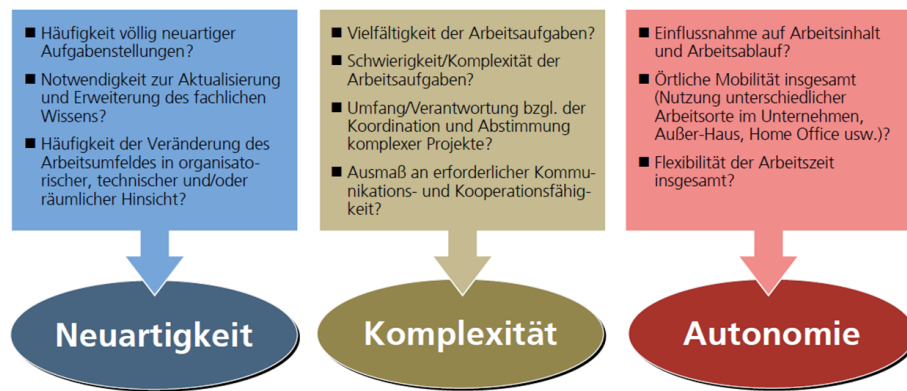 ■ Häufigkeit völlig neuartiger
Aufgabenstellungen?
■ Notwendigkeit zur Aktualisierung
und Erweiterung des fachlichen
Wissens?
■ Häufigkeit der Veränderung des
Arbeitsumfeldes in organisato-
rischer, technischer und/oder
räumlicher Hinsicht?
Neuartigkeit
■ Vielfältigkeit der Arbeitsaufgaben?
■ Schwierigkeit/Komplexität der
Arbeitsaufgaben?
■ Umfang/Verantwortung bzgl. der
Koordination und Abstimmung
komplexer Projekte?
■ Ausmaß an erforderlicher Kommu-
nikations- und Kooperationsfähig-
keit?
Komplexität
■ Einflussnahme auf Arbeitsinhalt
und Arbeitsablauf?
■ Örtliche Mobilität insgesamt
(Nutzung unterschiedlicher
Arbeitsorte im Unternehmen,
Außer-Haus, Home Office usw.)?
■ Flexibilität der Arbeitszeit
insgesamt?
Autonomie